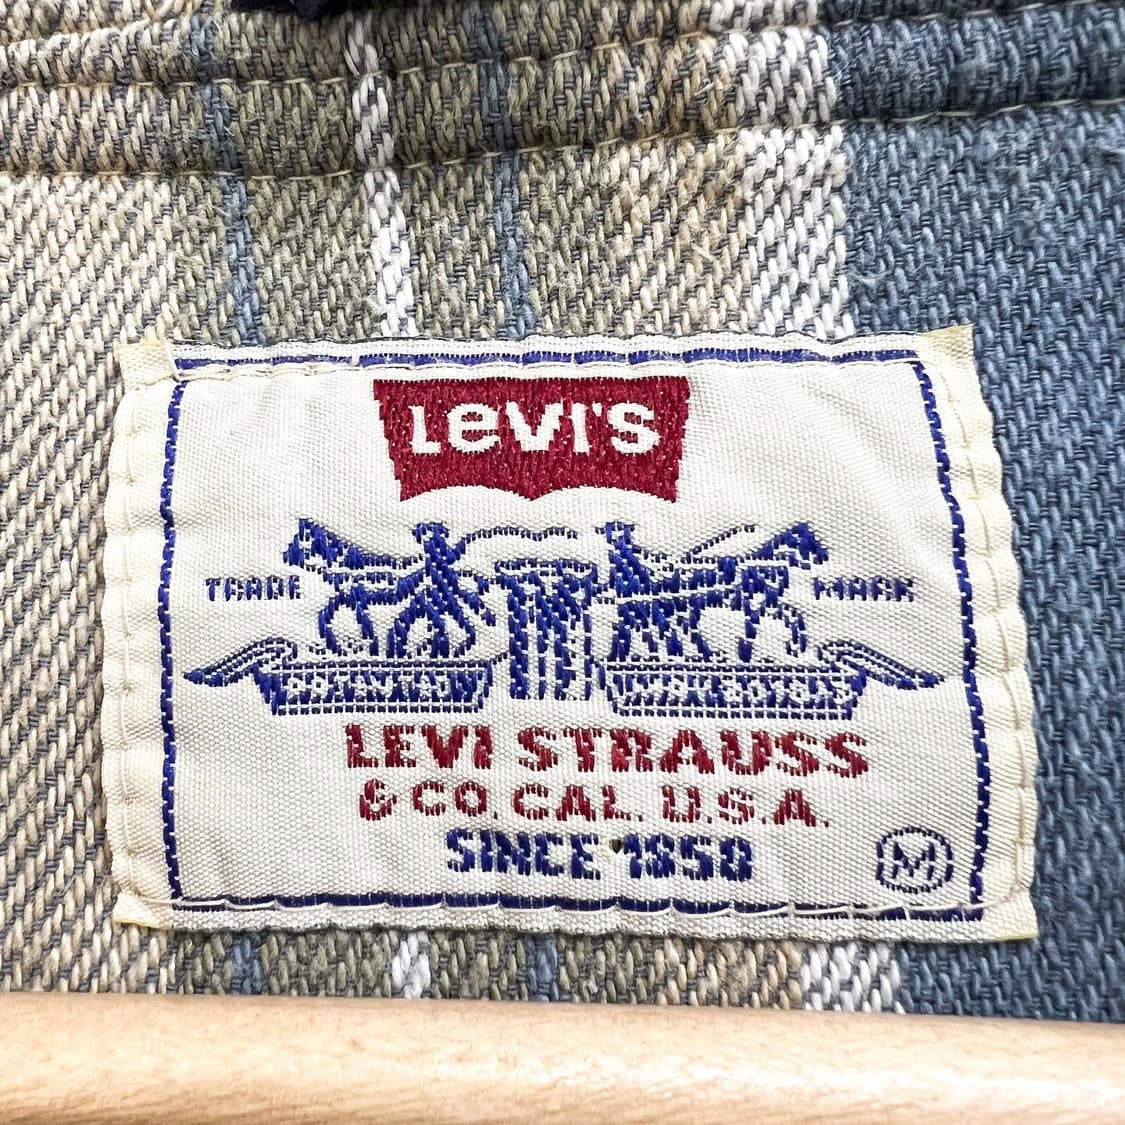 LEVI'S
TRADE MARK
LEVI STRAUSS
& CO. CAL. U.S.A.
SINCE 1850
M